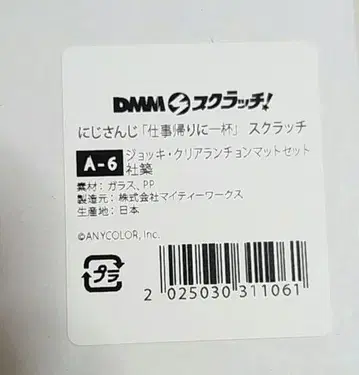 DMMスクラッチ!
にじさんじ「仕事帰りに一杯」 スクラッチ
A-6 ジョッキ・クリアランチョンマットセット
社築
素材：ガラス、PP
製造元：株式会社マイティーワークス
生産地：日本
©ANYCOLOR, Inc.
プラ
2 025030 311061